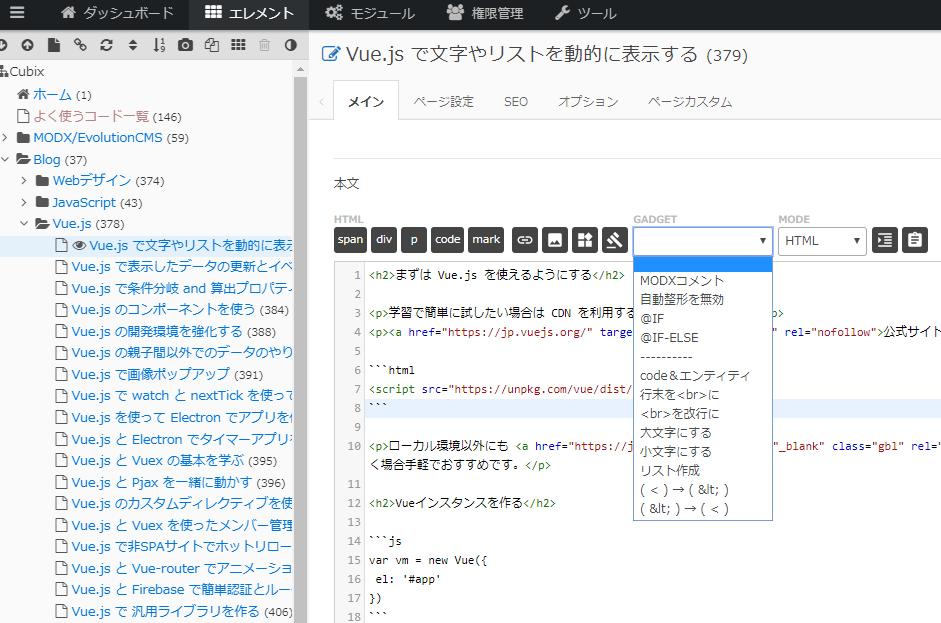 ダッシュボード エレメント モジュール 権限管理 ツール
Cubix
ホーム (1)
よく使うコード一覧 (146)
MODX/EvolutionCMS (59)
Blog (37)
Webデザイン (374)
JavaScript (43)
Vue.js (378)
Vue.js で文字やリストを動的に表示
Vue.js で表示したデータの更新とイベ
Vue.js で条件分岐 and 算出プロパティ
Vue.js のコンポーネントを使う (384)
Vue.js の開発環境を強化する (388)
Vue.js の親子間以外でのデータのやり
Vue.js で画像ポップアップ (391)
Vue.js で watch と nextTick を使って
Vue.js を使って Electron でアプリを
Vue.js と Electron でタイマーアプリ
Vue.js と Vuex の基本を学ぶ (395)
Vue.js と Pjax を一緒に動かす (396)
Vue.js のカスタムディレクティブを使
Vue.js と Vuex を使ったメンバー管理
Vue.js で非SPAサイトでホットリロー
Vue.js と Vue-router でアニメーショ
Vue.js と Firebase で簡単認証とルー
Vue.js で 汎用ライブラリを作る (406)
Vue.js で文字やリストを動的に表示する (379)
メイン ページ設定 SEO オプション ページカスタム
本文
HTML GADGET MODE
span div p code mark HTML
MODXコメント
自動整形を無効
@IF
@IF-ELSE
----------
code＆エンティティ
行末を<br>に
<br>を改行に
大文字にする
小文字にする
リスト作成
( < ) → ( &lt; )
( &lt; ) → ( < )
1 <h2>まずは Vue.js を使えるようにする</h2>
2
3 <p>学習で簡単に試したい場合は CDN を利用する p>
4 <p><a href="https://jp.vuejs.org/" targe " rel="nofollow">公式サイト
5
6 ```html
7 <script src="https://unpkg.com/vue/dist/
8 ```
9
10 <p>ローカル環境以外にも <a href="https://j "_blank" class="gbl" rel="
く場合手軽でおすすめです。</p>
11
12 <h2>Vueインスタンスを作る</h2>
13
14 ```js
15 var vm = new Vue({
16 el: '#app'
17 })
18 ```